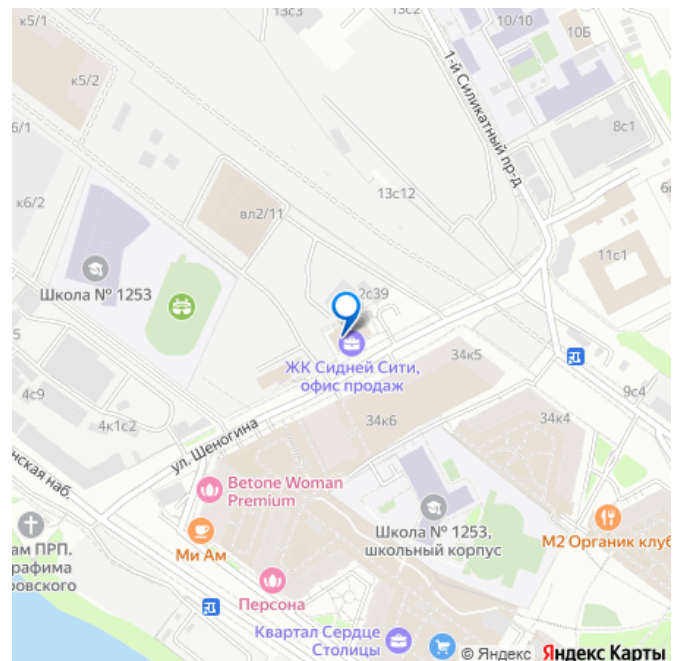 к5/1
13с3
13с2
10/10
10Б
к5/2
1-й Силикатный пр-д
8с1
6/1
13с12
к6/2
вл2/11
11с1
Школа № 1253
2с39
ЖК Сидней Сити,
офис продаж
34к5
4с9
9с4
4к1с2
34к6
34к4
ул. Шеногина
нская наб.
Betone Woman
Premium
Школа № 1253,
школьный корпус
М2 Органик клуб
ам ПРП.
рафима
ровского
Ми Ам
Персона
Квартал Сердце
Столицы
© Яндекс Яндекс Карты